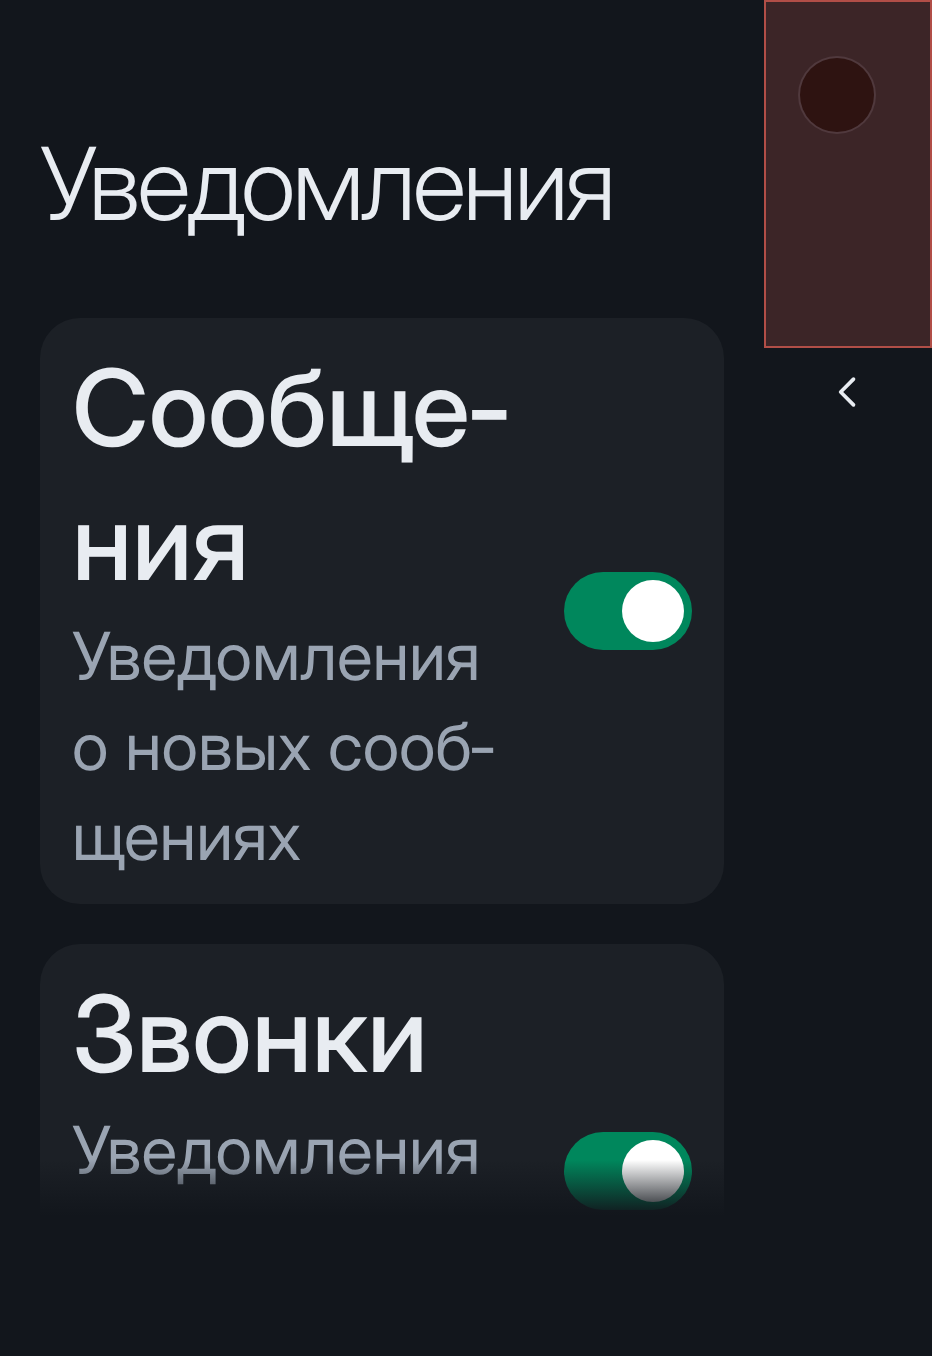 Уведомления
Сообще-
ния
Уведомления
о новых сооб-
щениях
Звонки
Уведомления